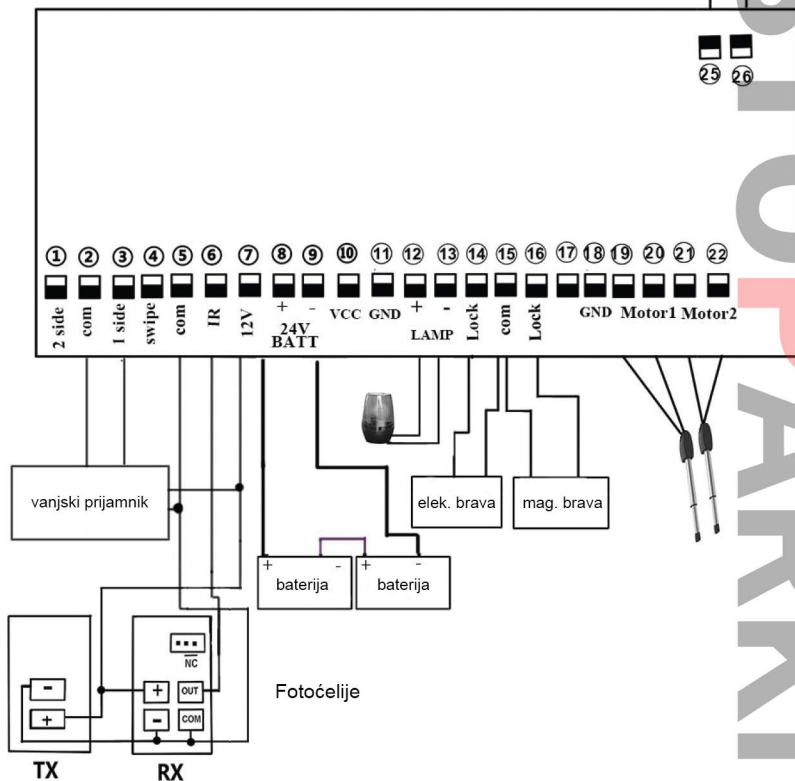 25 26
1 2 3 4 5 6 7 8 9 10 11 12 13 14 15 16 17 18 19 20 21 22
2 side
com
1 side
swipe
com
IR
12V
+ -
24V
BATT
VCC
GND
+ -
LAMP
Lock
com
Lock
GND
Motor1
Motor2
vanjski prijamnik
elek. brava
mag. brava
+ -
baterija
+ -
baterija
NC
-
+
+ OUT
- COM
Fotoćelije
TX
RX
PARKI